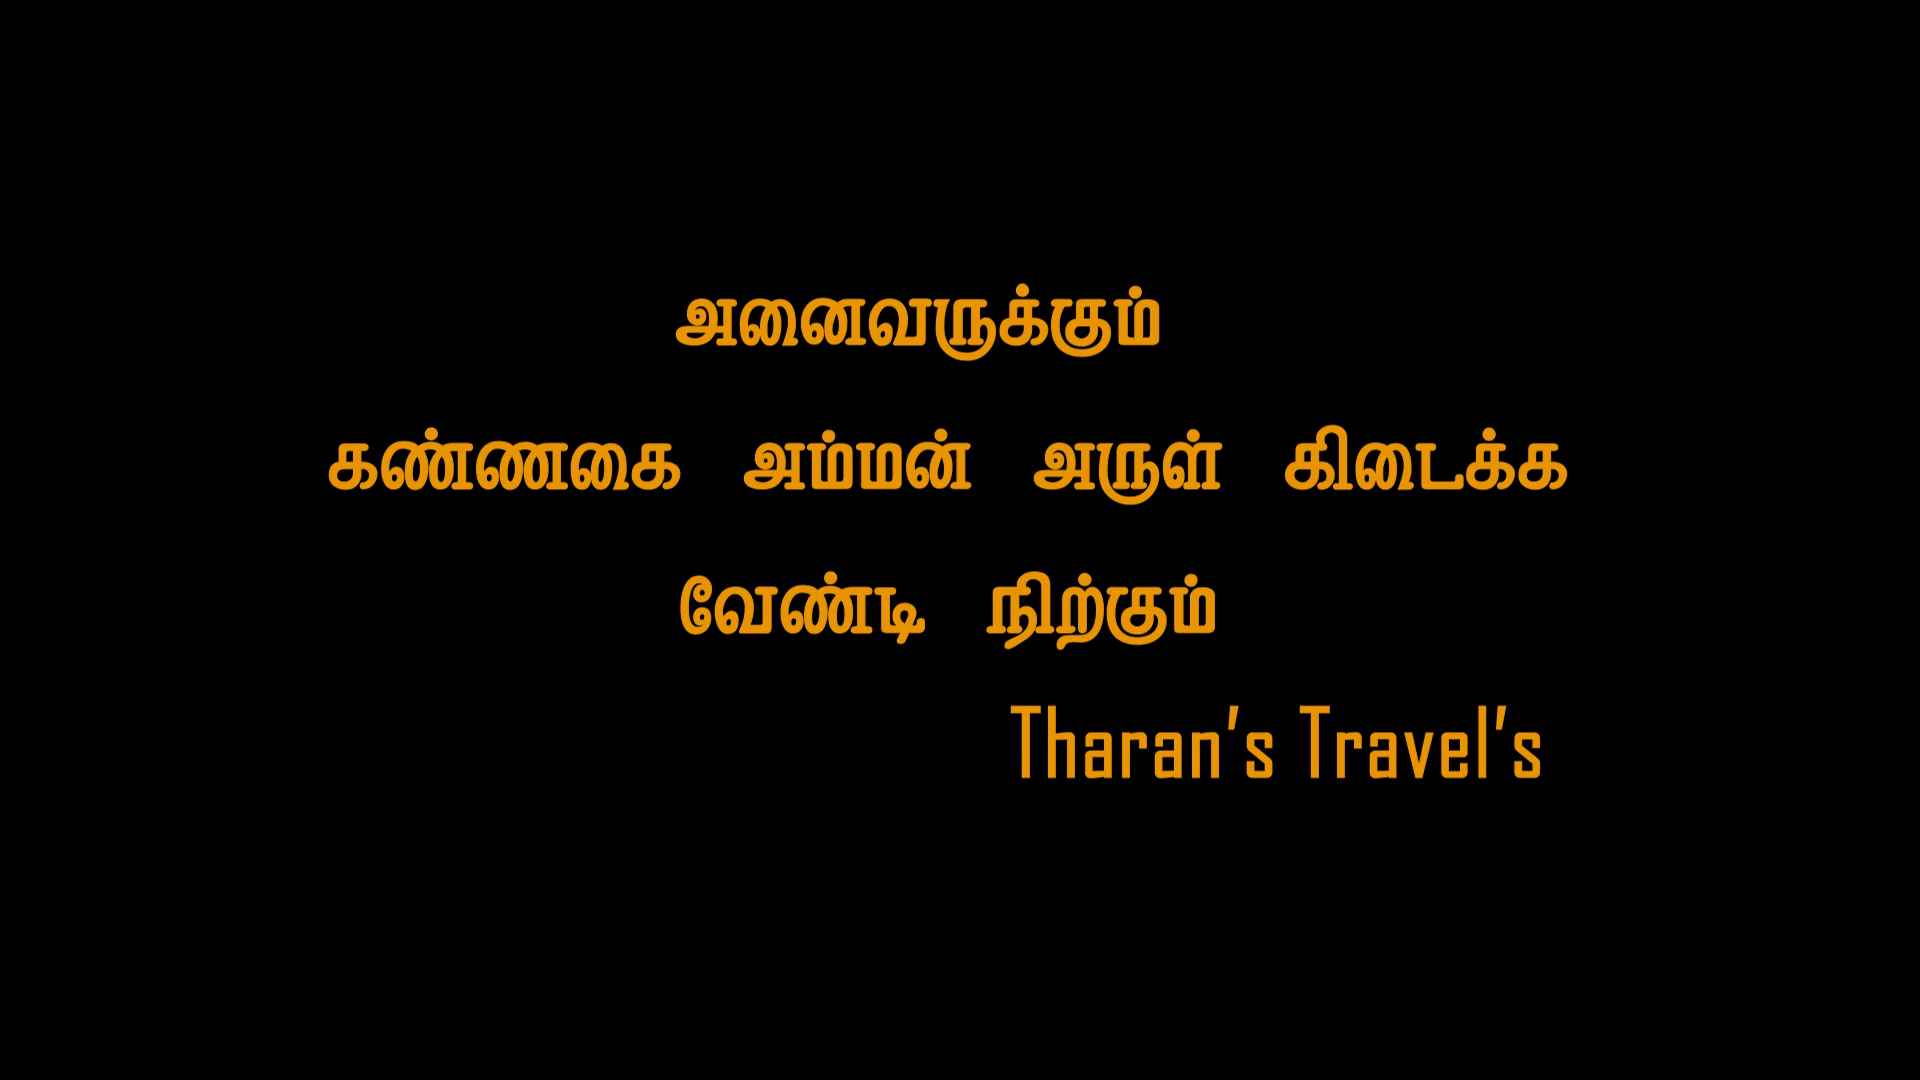 அனைவருக்கும்
கண்ணகை அம்மன் அருள் கிடைக்க
வேண்டி நிற்கும்
Tharan's Travel's